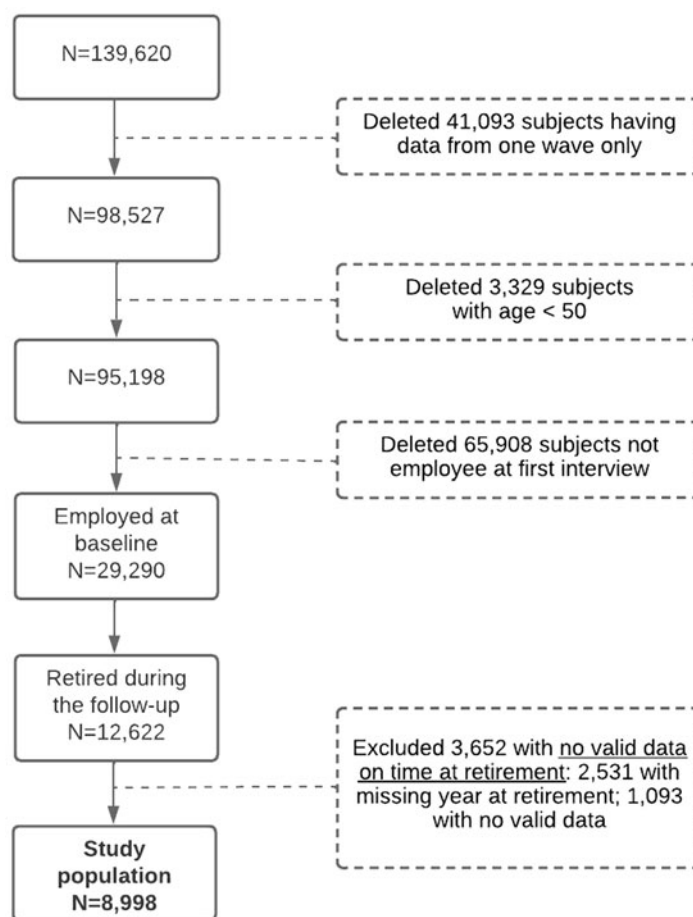 N=139,620
Deleted 41,093 subjects having
data from one wave only
N=98,527
Deleted 3,329 subjects
with age < 50
N=95,198
Deleted 65,908 subjects not
employee at first interview
Employed at
baseline
N=29,290
Retired during
the follow-up
N=12,622
Excluded 3,652 with no valid data
on time at retirement: 2,531 with
missing year at retirement; 1,093
with no valid data
Study
population
N=8,998